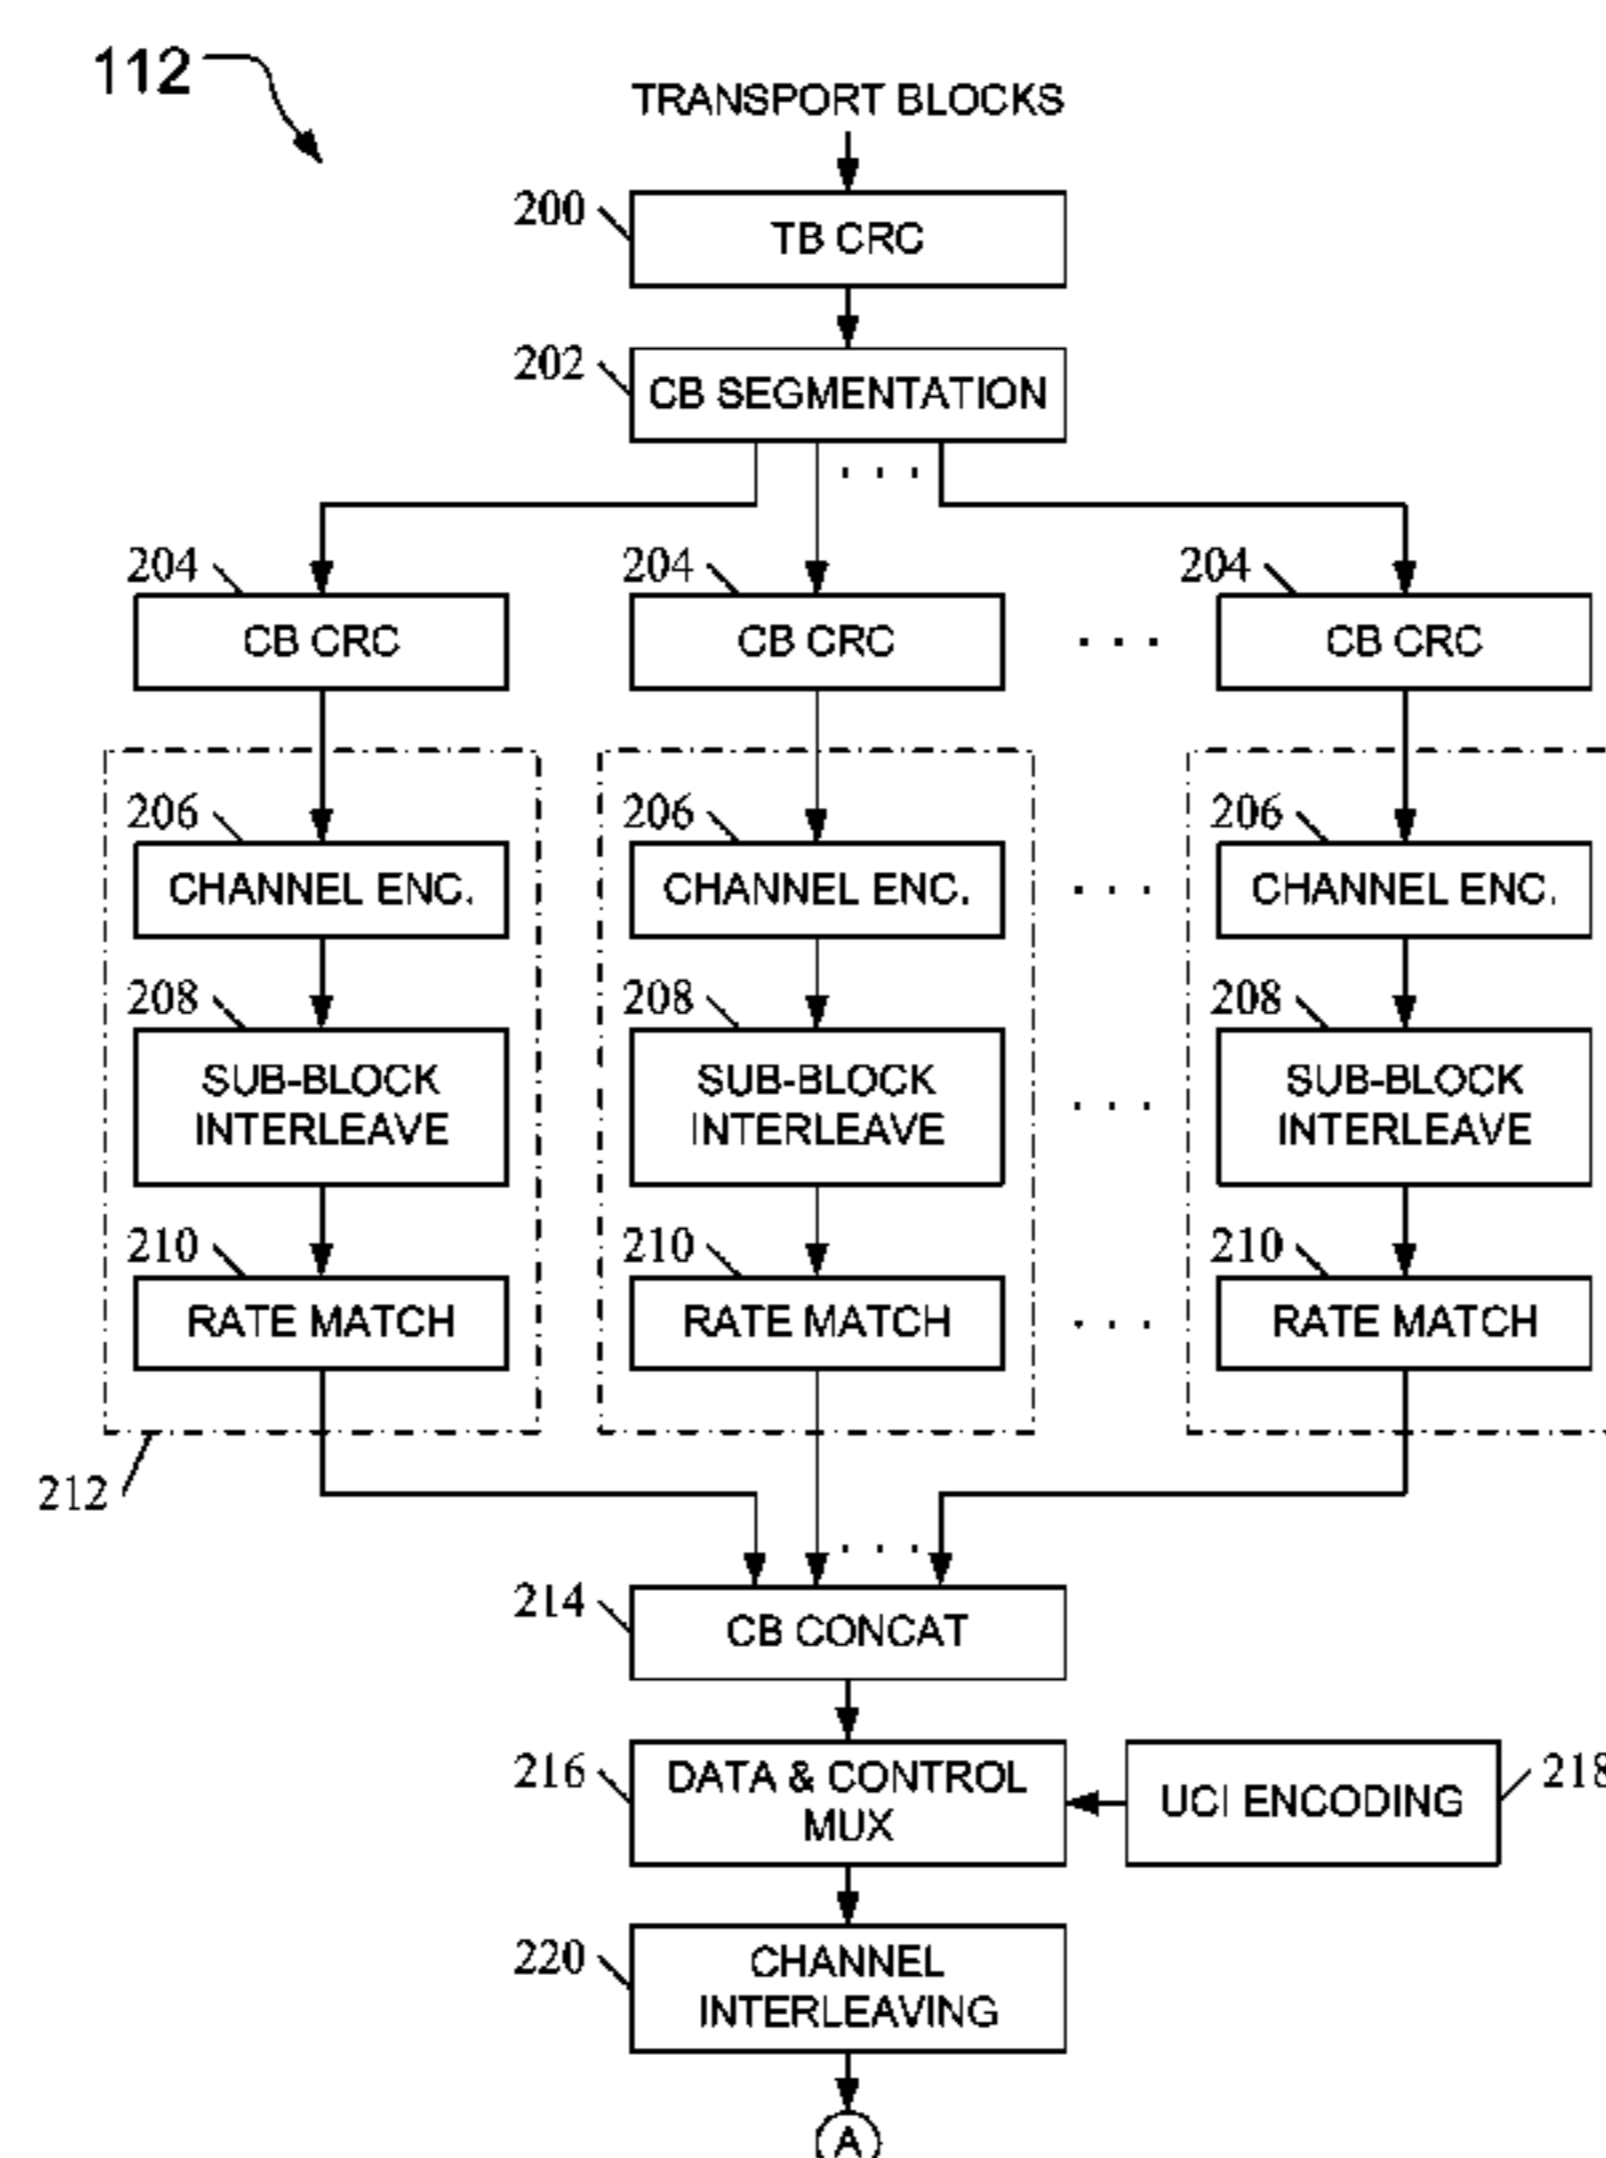 112
TRANSPORT BLOCKS
200
TB CRC
202
CB SEGMENTATION
. . .
204
204
204
CB CRC
CB CRC
. . .
CB CRC
206
206
206
CHANNEL ENC.
CHANNEL ENC.
. . .
CHANNEL ENC.
208
208
208
SUB-BLOCK
INTERLEAVE
SUB-BLOCK
INTERLEAVE
. . .
SUB-BLOCK
INTERLEAVE
210
210
210
RATE MATCH
RATE MATCH
. . .
RATE MATCH
212
. . .
214
CB CONCAT
216
DATA & CONTROL
MUX
UCI ENCODING
218
220
CHANNEL
INTERLEAVING
A